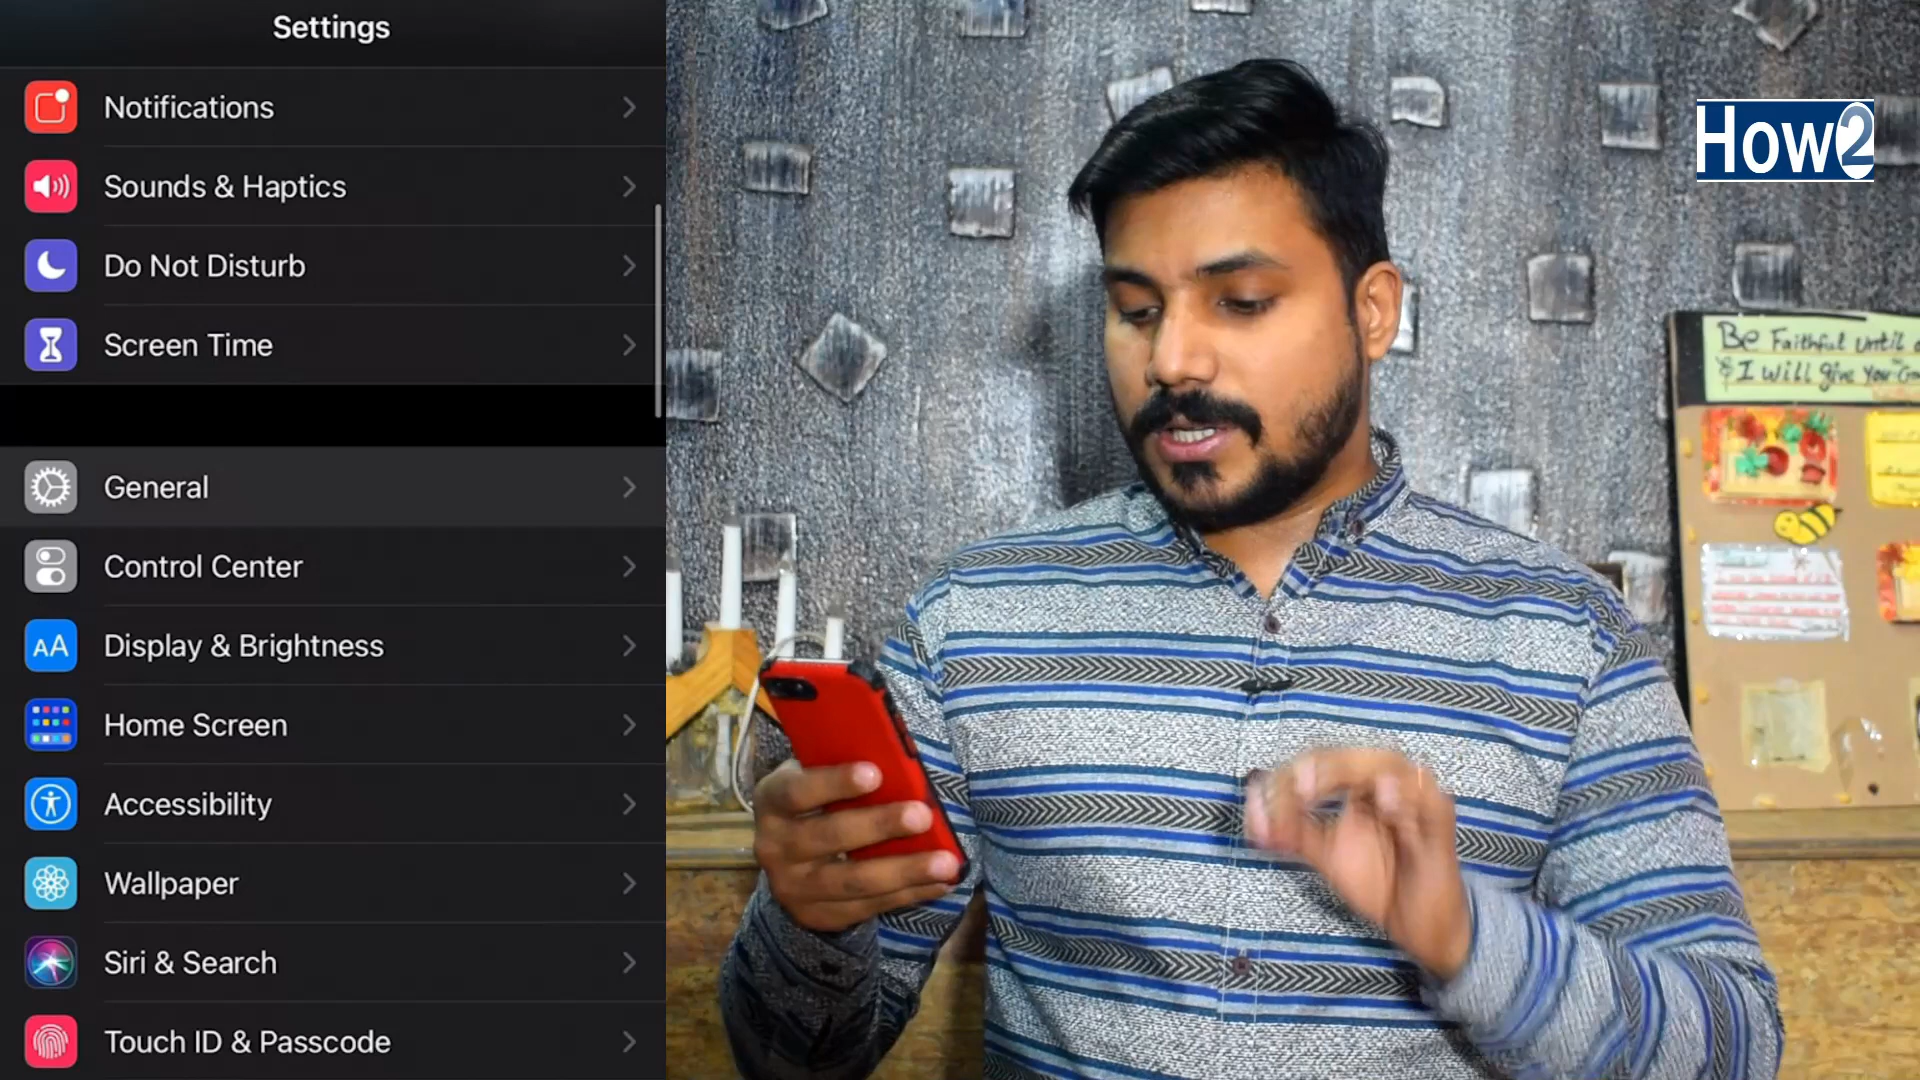 Settings
Notifications
Sounds & Haptics
Do Not Disturb
Screen Time
General
Control Center
AA
Display & Brightness
Home Screen
Accessibility
Wallpaper
Siri & Search
Touch ID & Passcode
How2
Be Faithful until
& I will give You